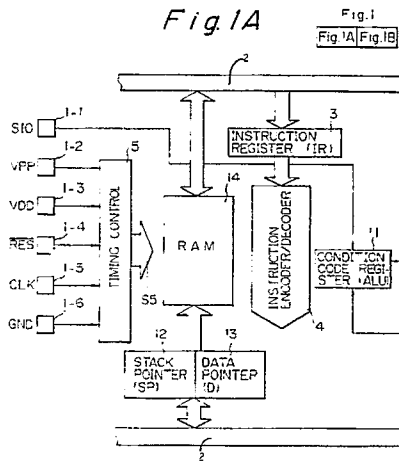 Fig. 1A
Fig. 1
Fig. 1A Fig. 1B
2
1-1
SIO
3
INSTRUCTION
REGISTER (IR)
1-2
VPP
5
14
1-3
VDD
1-4
RES
TIMING CONTROL
RAM
INSTRUCTION
ENCODER/DECODER
11
CONDITION
CODE REGI-
STER (ALU)
1-5
CLK
S5
1-6
GND
4
12
13
STACK
POINTER
(SP)
DATA
POINTER
(D)
2